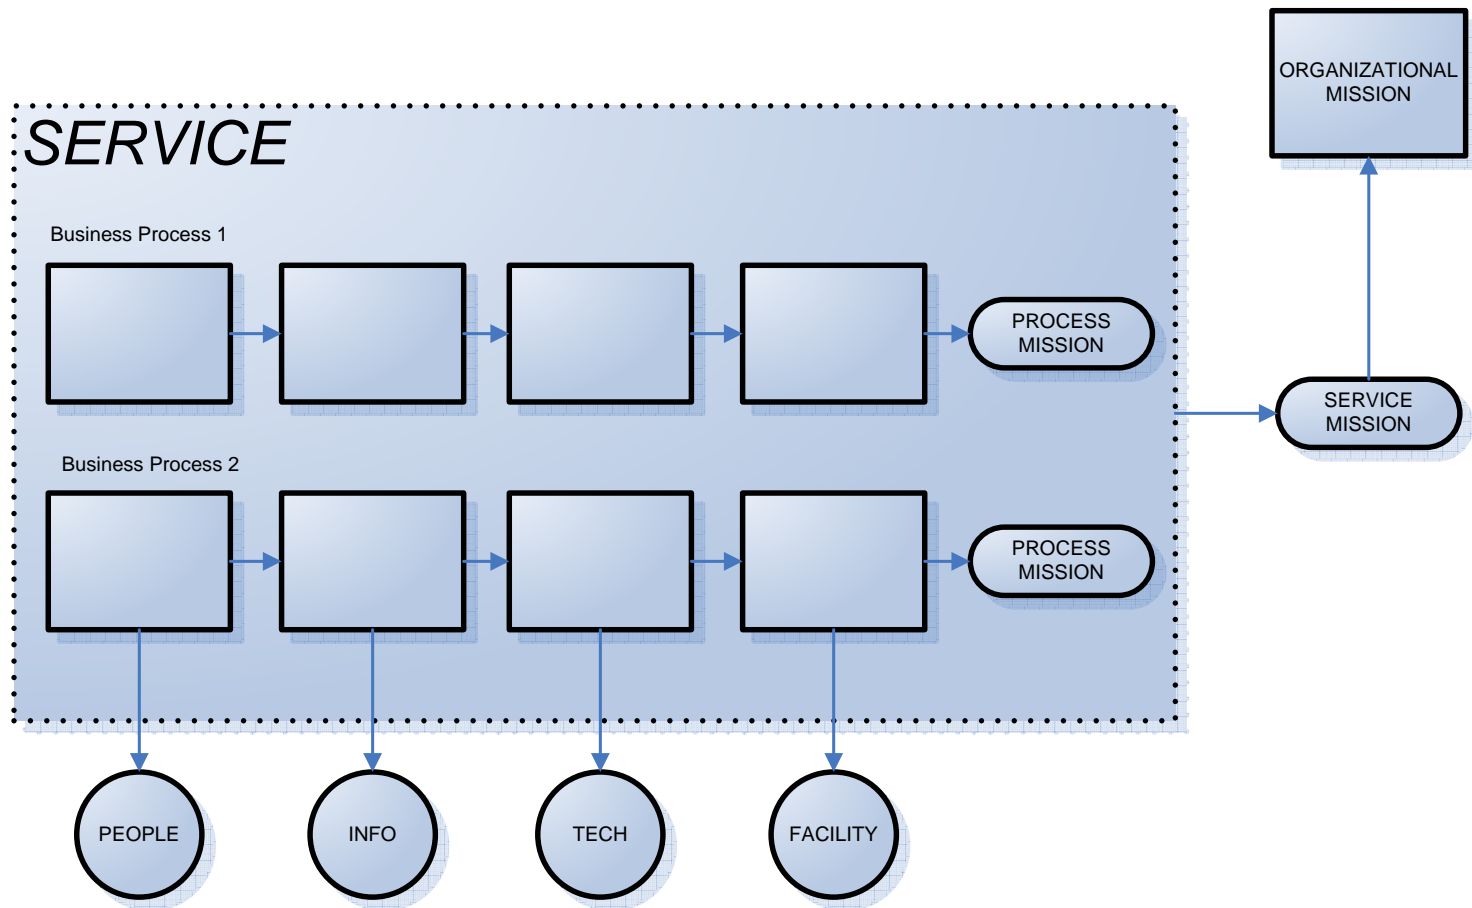 ORGANIZATIONAL
MISSION
SERVICE
Business Process 1
PROCESS
MISSION
SERVICE
MISSION
Business Process 2
PROCESS
MISSION
PEOPLE
INFO
TECH
FACILITY